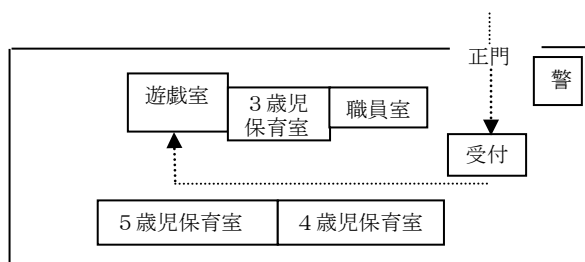 正門
警
遊戯室
３歳児
保育室
職員室
受付
５歳児保育室
４歳児保育室